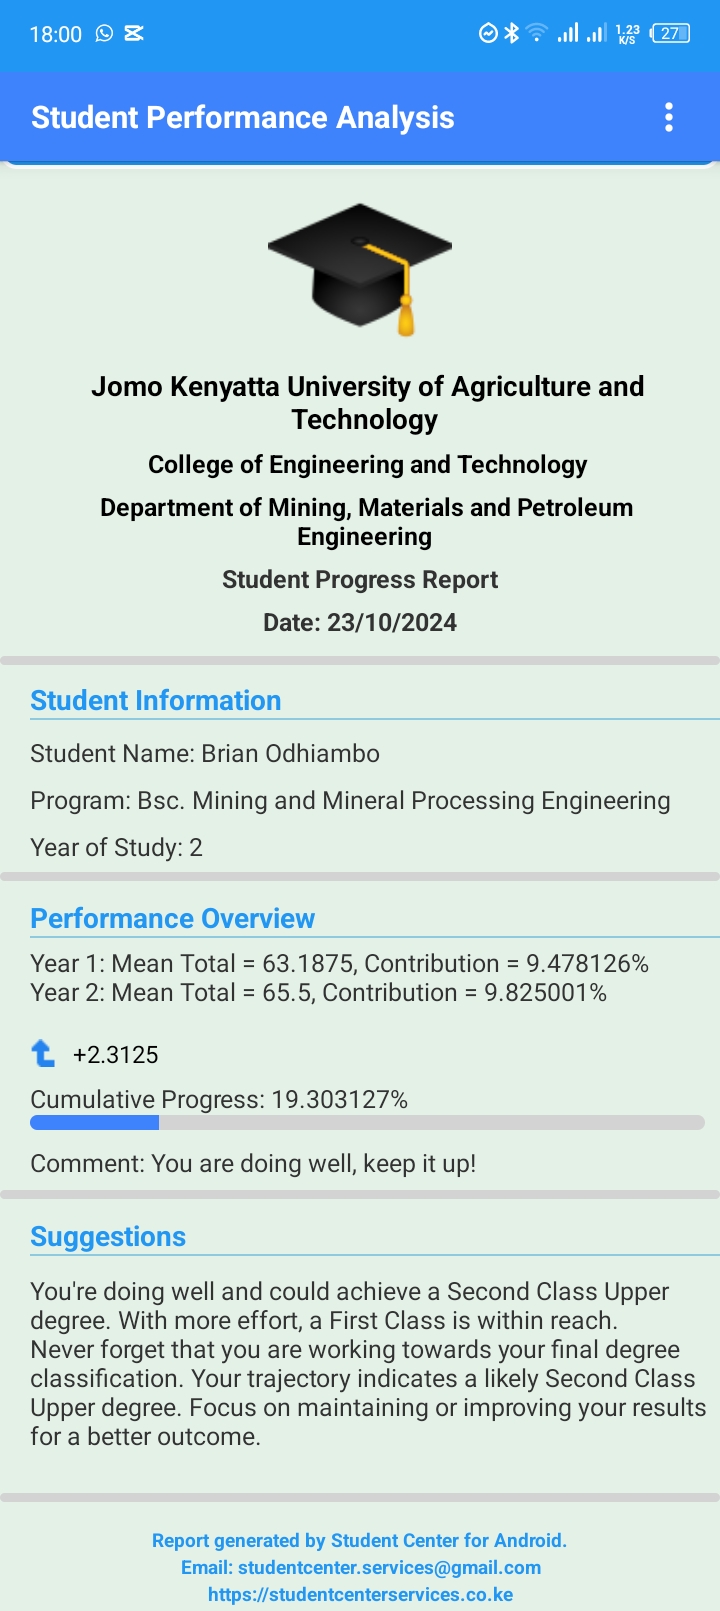 18:00
1.23
K/S
27
Student Performance Analysis
Jomo Kenyatta University of Agriculture and
Technology
College of Engineering and Technology
Department of Mining, Materials and Petroleum
Engineering
Student Progress Report
Date: 23/10/2024
Student Information
Student Name: Brian Odhiambo
Program: Bsc. Mining and Mineral Processing Engineering
Year of Study: 2
Performance Overview
Year 1: Mean Total = 63.1875, Contribution = 9.478126%
Year 2: Mean Total = 65.5, Contribution = 9.825001%
+2.3125
Cumulative Progress: 19.303127%
Comment: You are doing well, keep it up!
Suggestions
You're doing well and could achieve a Second Class Upper
degree. With more effort, a First Class is within reach.
Never forget that you are working towards your final degree
classification. Your trajectory indicates a likely Second Class
Upper degree. Focus on maintaining or improving your results
for a better outcome.
Report generated by Student Center for Android.
Email: studentcenter.services@gmail.com
https://studentcenterservices.co.ke